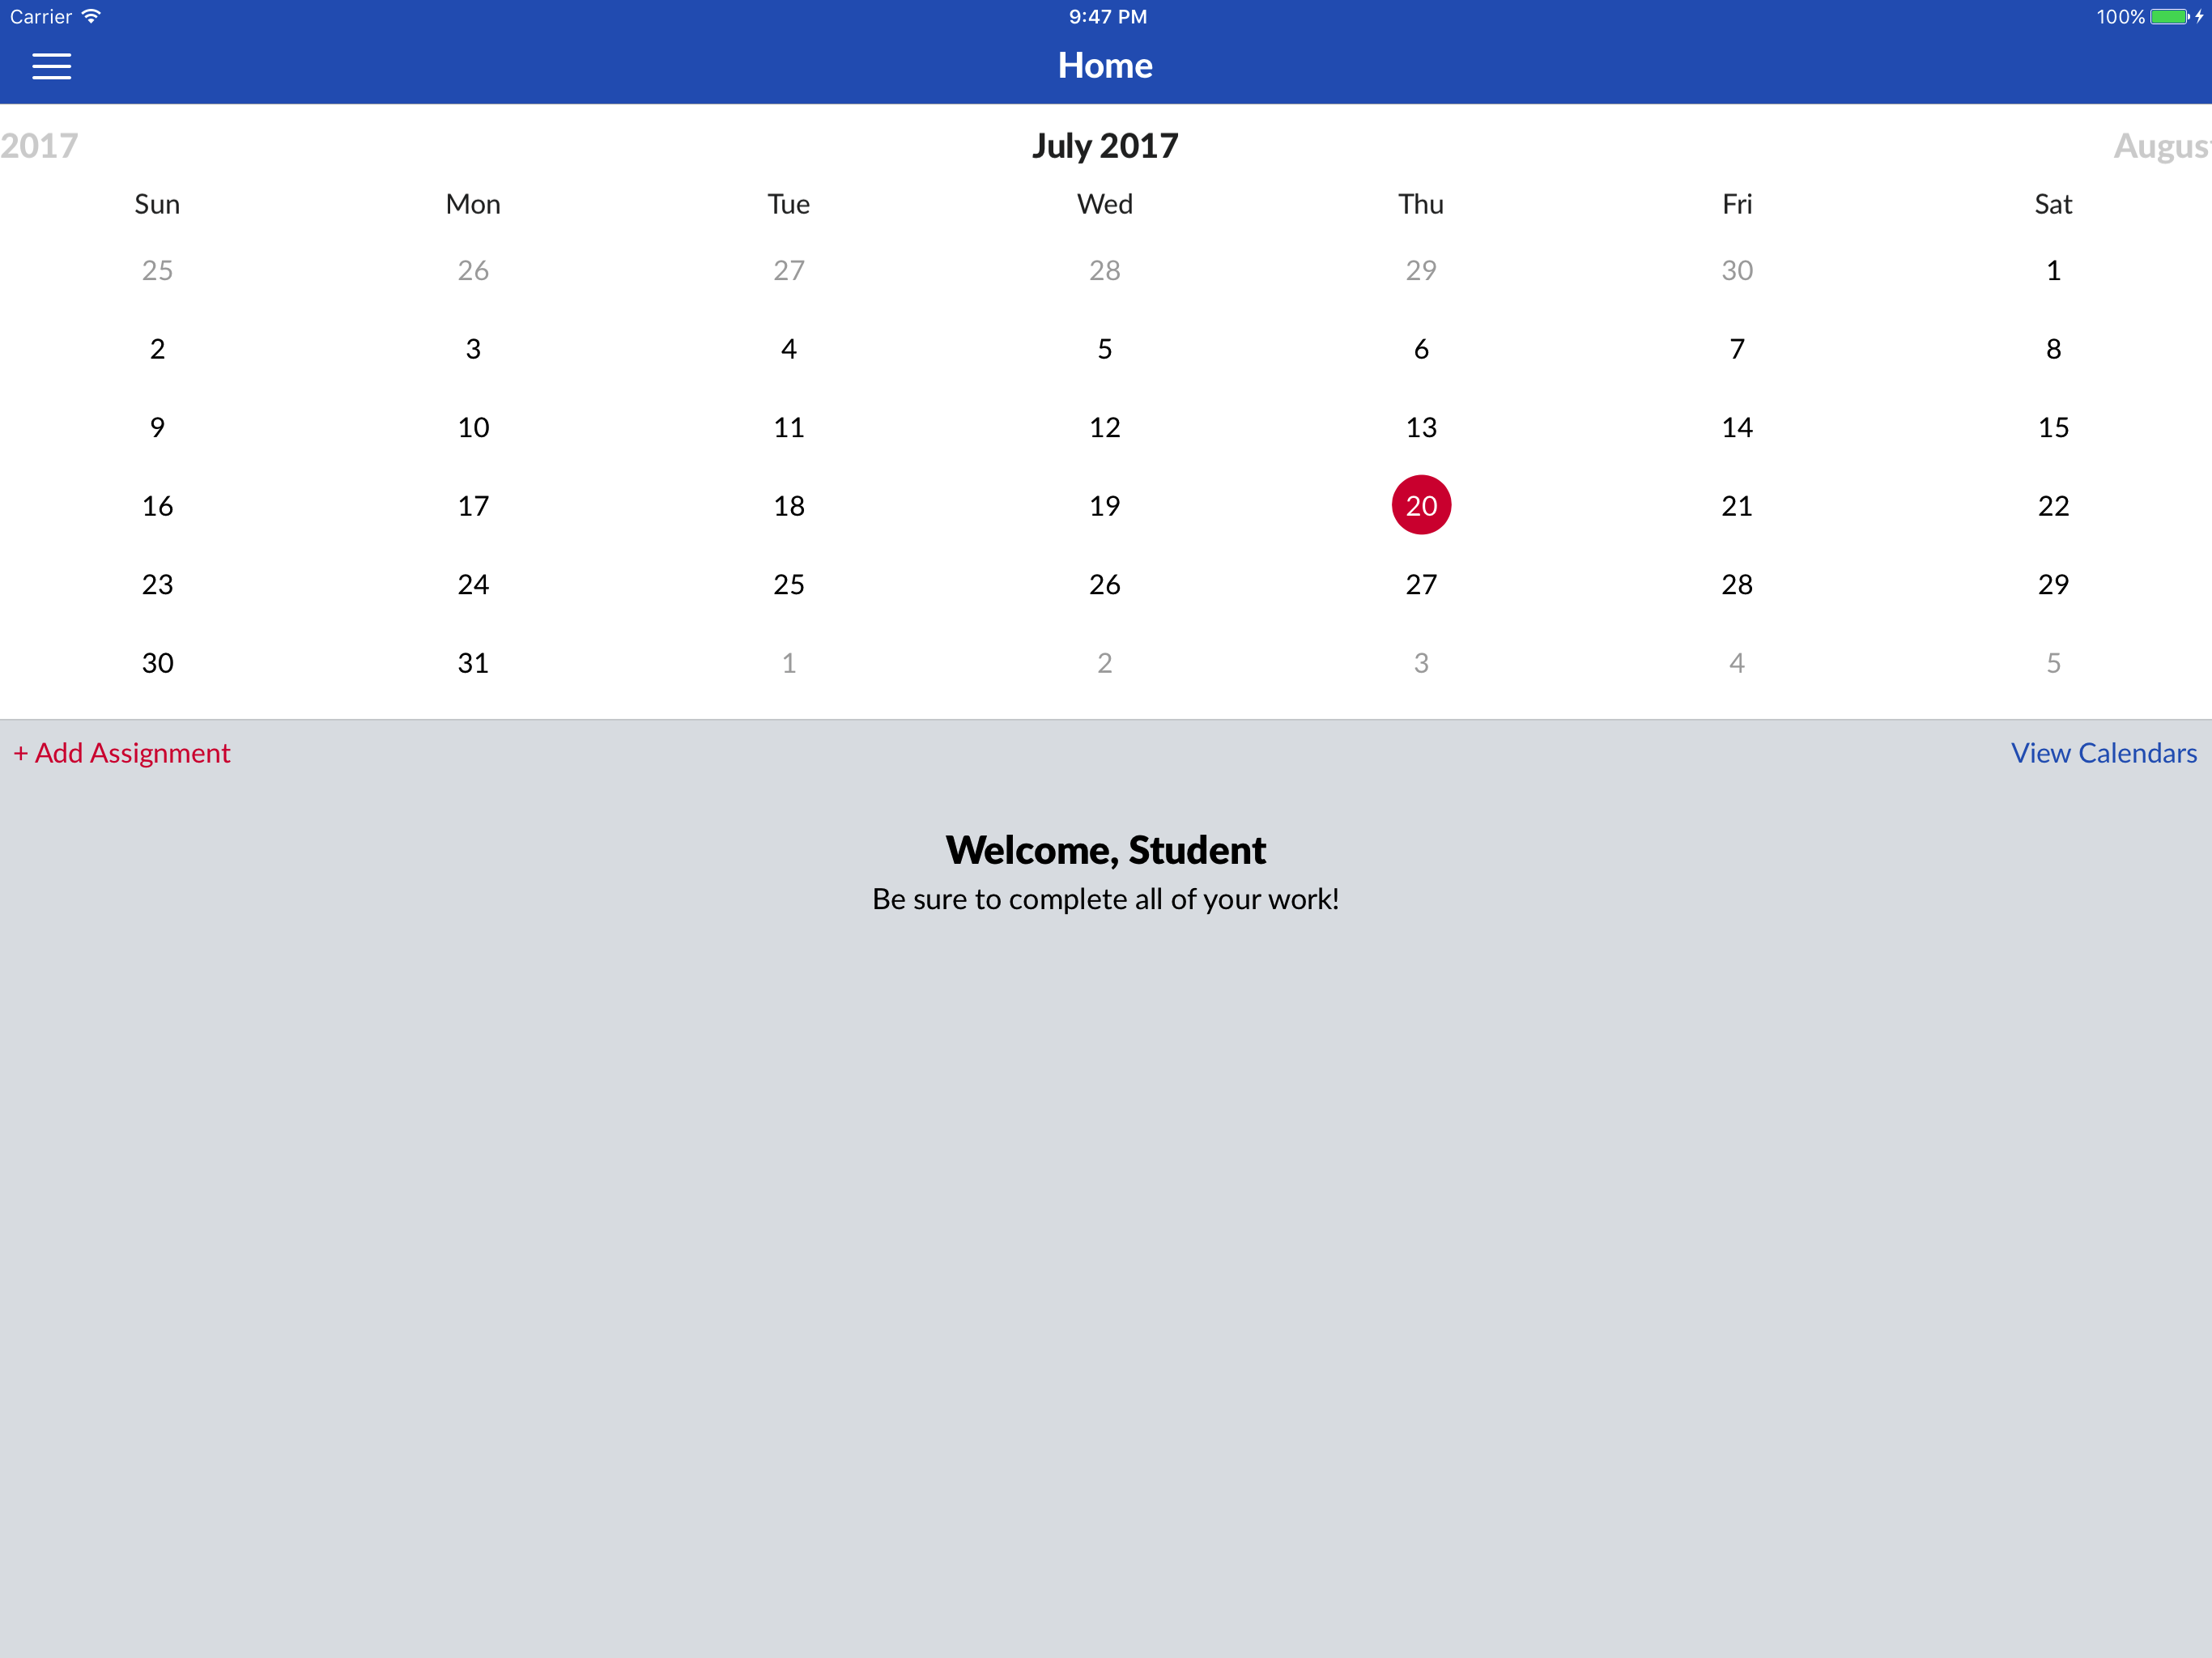 Carrier 9:47 PM 100%
Home
2017 July 2017 Augus
Sun Mon Tue Wed Thu Fri Sat
25 26 27 28 29 30 1
2 3 4 5 6 7 8
9 10 11 12 13 14 15
16 17 18 19 20 21 22
23 24 25 26 27 28 29
30 31 1 2 3 4 5
+ Add Assignment View Calendars
Welcome, Student
Be sure to complete all of your work!